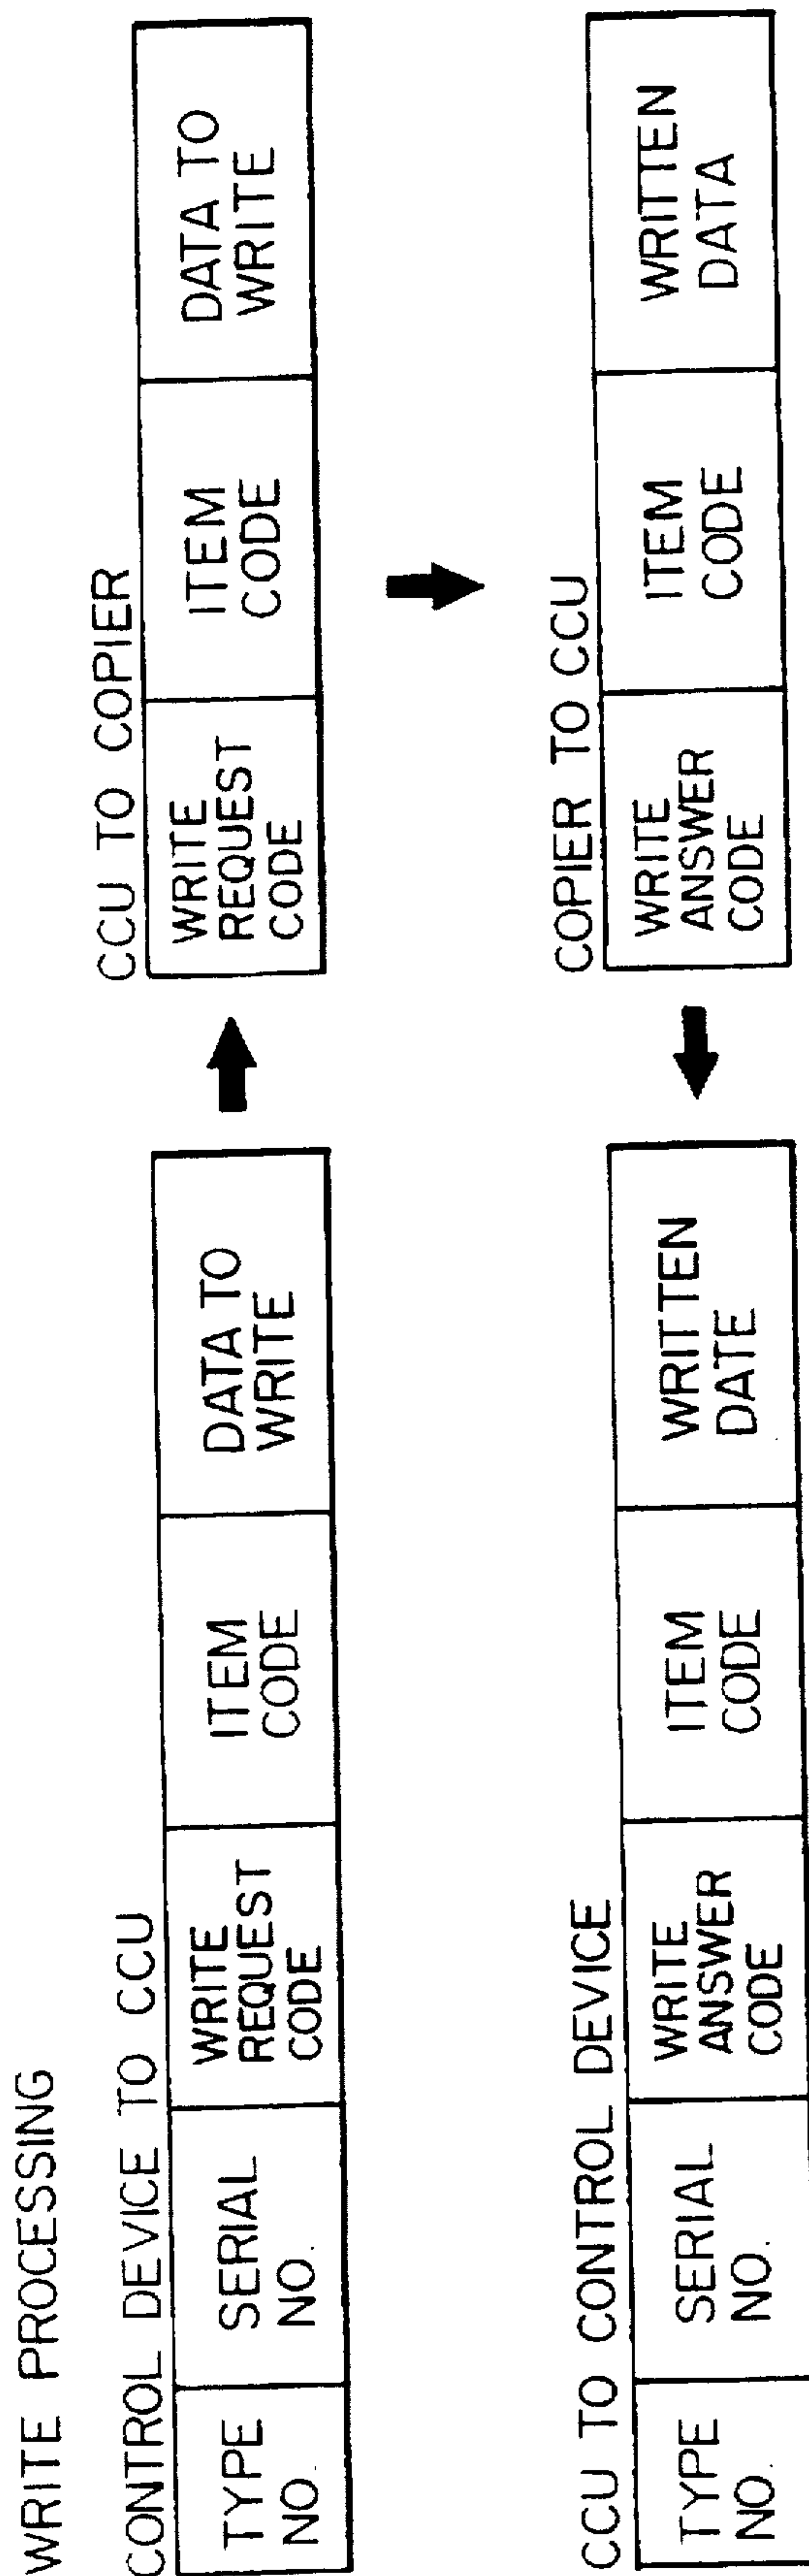 WRITE PROCESSING
CONTROL DEVICE TO CCU
TYPE
NO.
SERIAL
NO.
WRITE
REQUEST
CODE
ITEM
CODE
DATA TO
WRITE
CCU TO COPIER
WRITE
REQUEST
CODE
ITEM
CODE
DATA TO
WRITE
COPIER TO CCU
WRITE
ANSWER
CODE
ITEM
CODE
WRITTEN
DATA
CCU TO CONTROL DEVICE
TYPE
NO.
SERIAL
NO.
WRITE
ANSWER
CODE
ITEM
CODE
WRITTEN
DATE